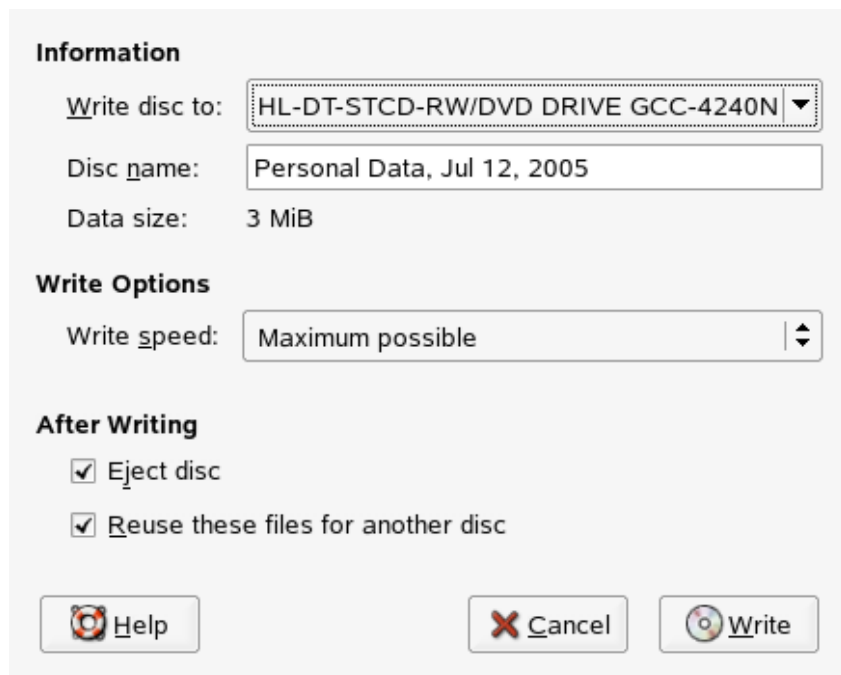 Information
Write disc to: HL-DT-STCD-RW/DVD DRIVE GCC-4240N
Disc name: Personal Data, Jul 12, 2005
Data size: 3 MiB
Write Options
Write speed: Maximum possible
After Writing
Eject disc
Reuse these files for another disc
Help Cancel Write